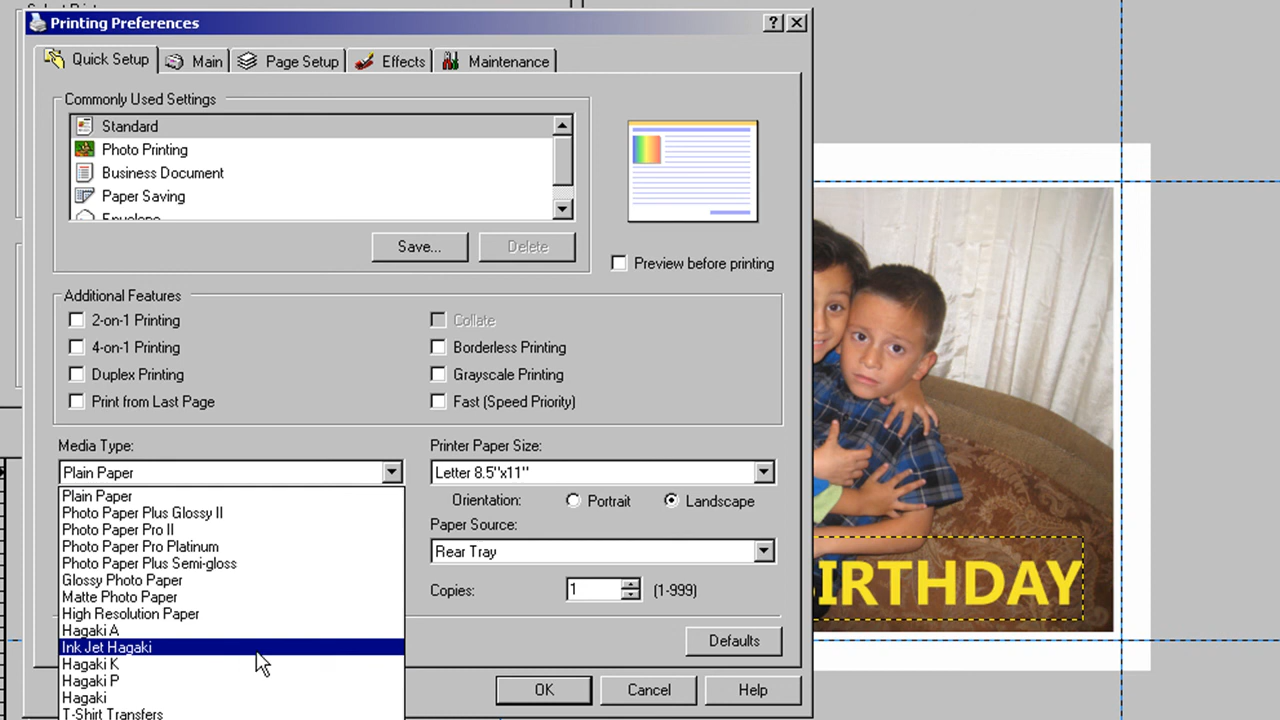 Printing Preferences
Quick Setup
Main
Page Setup
Effects
Maintenance
Commonly Used Settings
Standard
Photo Printing
Business Document
Paper Saving
Envelope
Save...
Delete
Preview before printing
Additional Features
2-on-1 Printing
4-on-1 Printing
Duplex Printing
Print from Last Page
Collate
Borderless Printing
Grayscale Printing
Fast (Speed Priority)
Media Type:
Plain Paper
Plain Paper
Photo Paper Plus Glossy II
Photo Paper Pro II
Photo Paper Pro Platinum
Photo Paper Plus Semi-gloss
Glossy Photo Paper
Matte Photo Paper
High Resolution Paper
Hagaki A
Ink Jet Hagaki
Hagaki K
Hagaki P
Hagaki
T-Shirt Transfers
Printer Paper Size:
Letter 8.5"x11"
Orientation:
Portrait
Landscape
Paper Source:
Rear Tray
Copies:
1
(1-999)
Defaults
OK
Cancel
Help
IRTHDAY